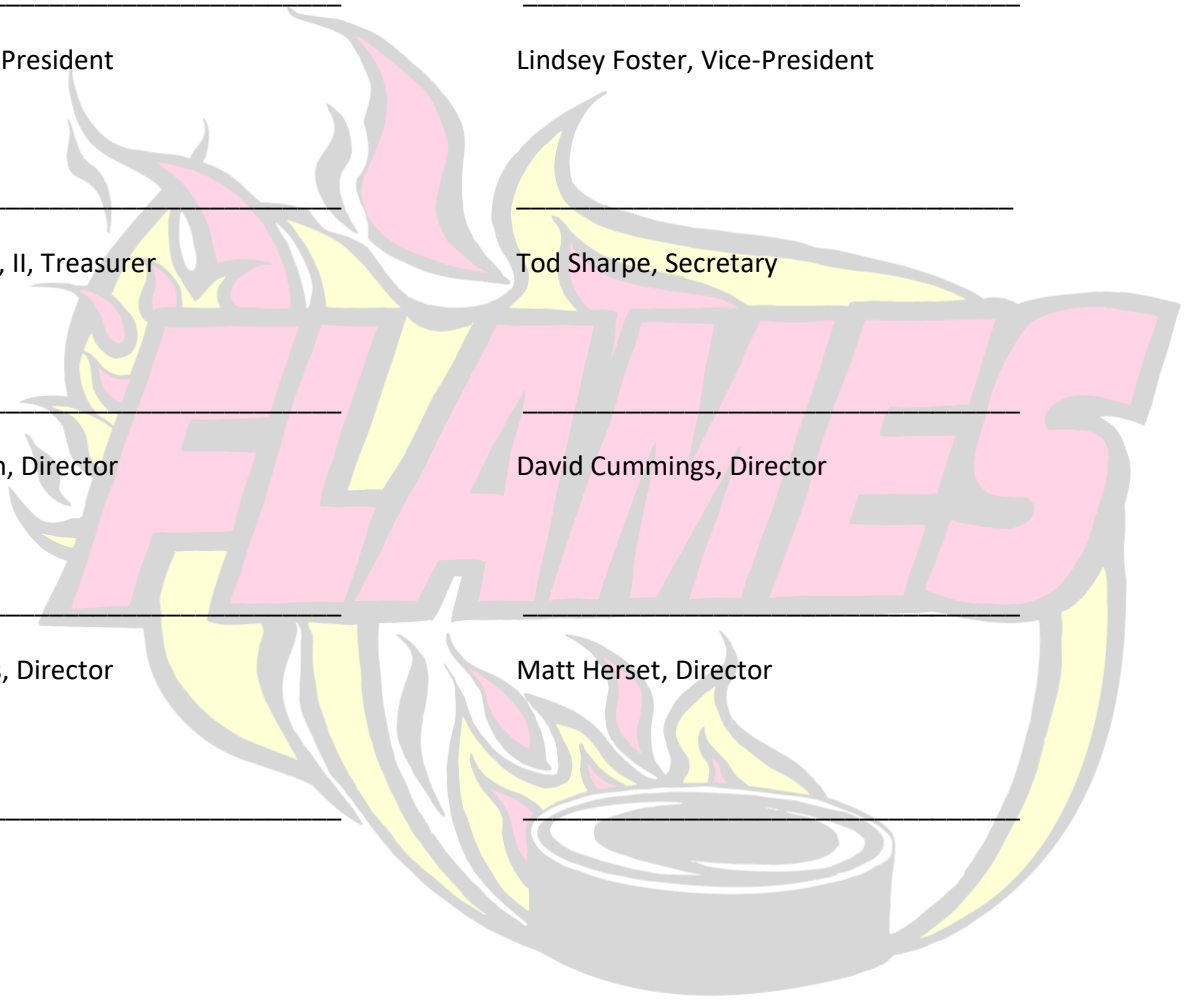 President Lindsey Foster, Vice-President
, II, Treasurer Tod Sharpe, Secretary
FLAMES
, Director David Cummings, Director
, Director Matt Herset, Director